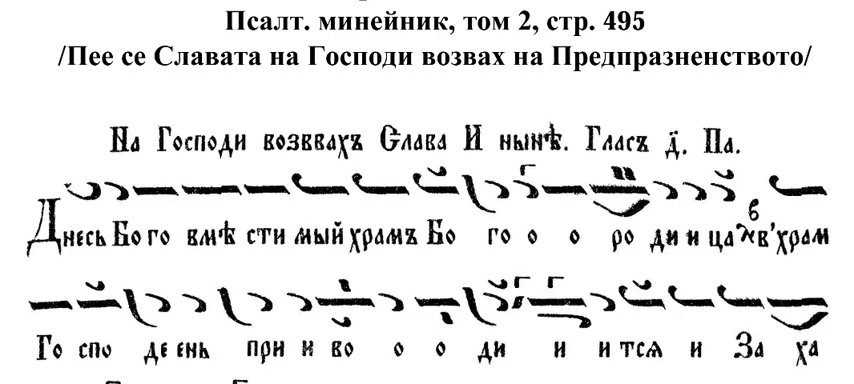 Псалт. минейник, том 2, стр. 495
/Пее се Славата на Господи возвах на Предпразненството/
На Господи воззвахъ Слава И нынѣ. Гласъ д҃. Па.
Днесь Бо го вмѣ сти мый храмъ Бо го о о ро ди и ца в' храм
Го спо де ень при и во о о ди и и тся и За ха